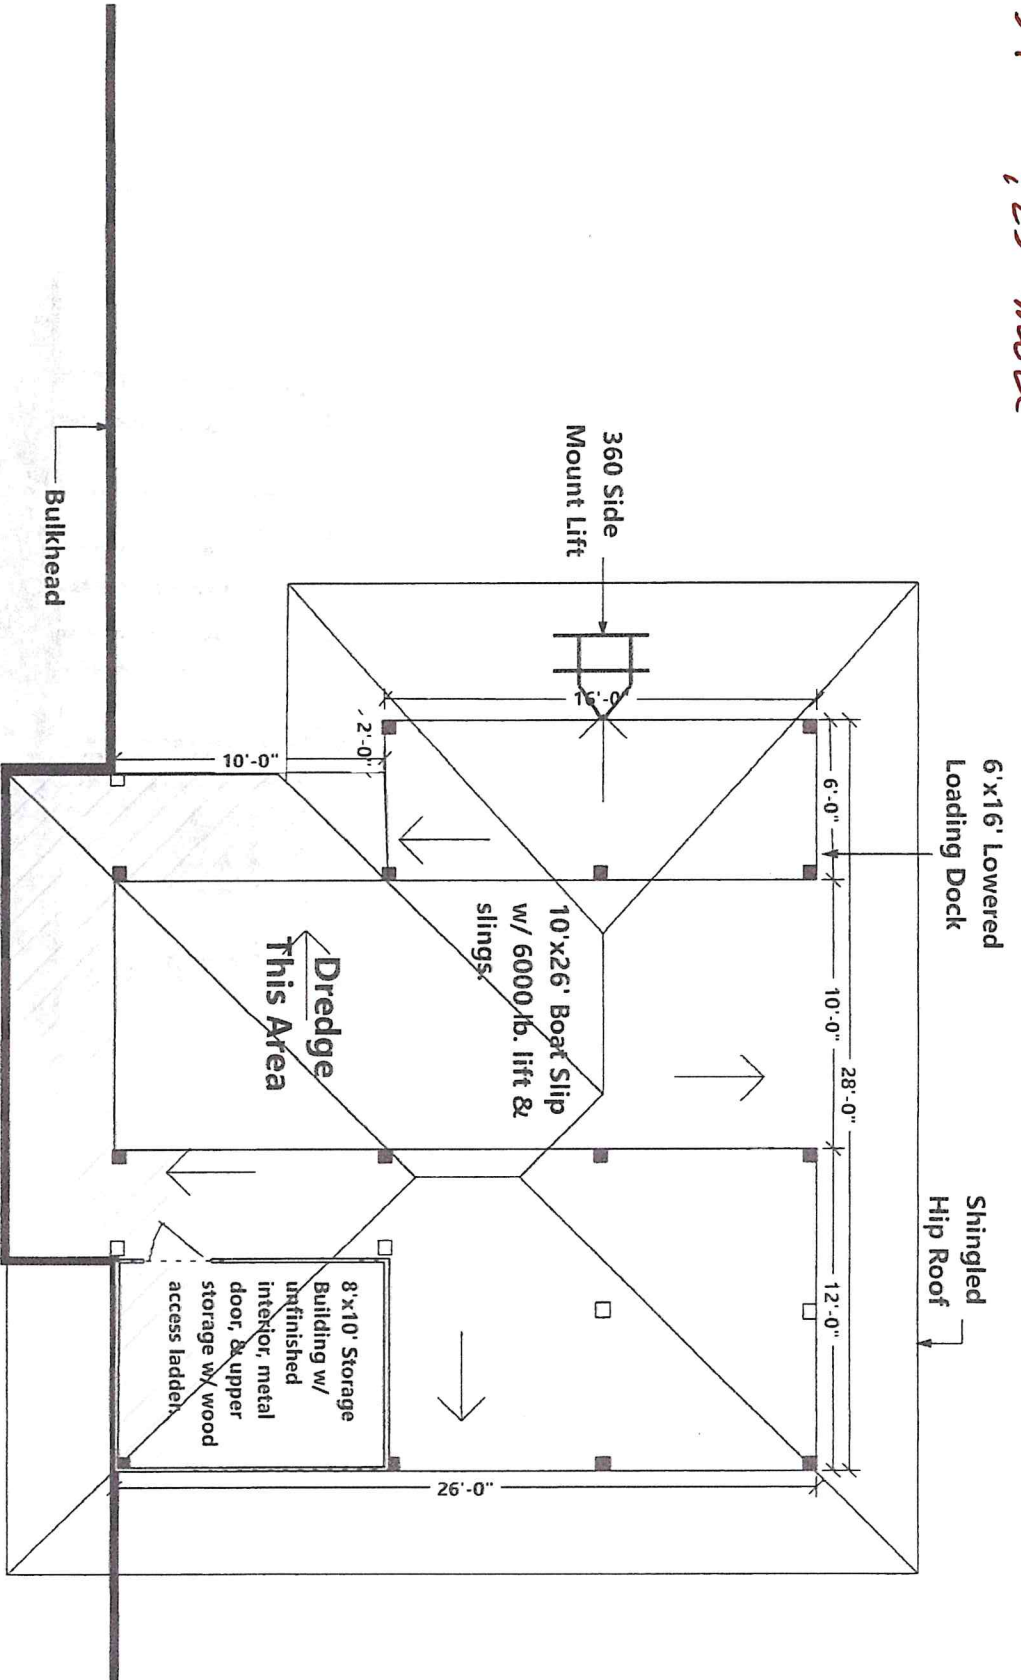 6'x16' Lowered
Loading Dock
Shingled
Hip Roof
28'-0"
6'-0"
10'-0"
12'-0"
16'-0"
360 Side
Mount Lift
10'x26' Boat Slip
w/ 6000 lb. lift &
slings.
2'-0"
10'-0"
Dredge
This Area
8'x10' Storage
Building w/
unfinished
interior, metal
door, & upper
storage w/ wood
access ladder.
26'-0"
Bulkhead